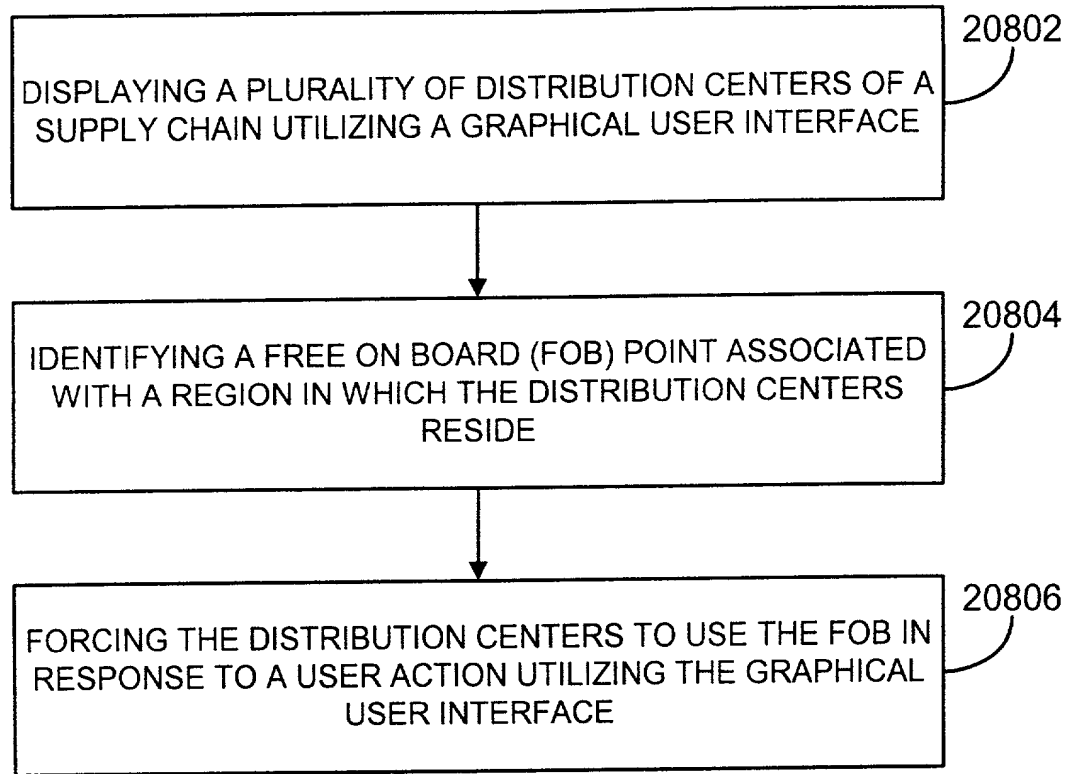 20802
DISPLAYING A PLURALITY OF DISTRIBUTION CENTERS OF A
SUPPLY CHAIN UTILIZING A GRAPHICAL USER INTERFACE
20804
IDENTIFYING A FREE ON BOARD (FOB) POINT ASSOCIATED
WITH A REGION IN WHICH THE DISTRIBUTION CENTERS
RESIDE
20806
FORCING THE DISTRIBUTION CENTERS TO USE THE FOB IN
RESPONSE TO A USER ACTION UTILIZING THE GRAPHICAL
USER INTERFACE